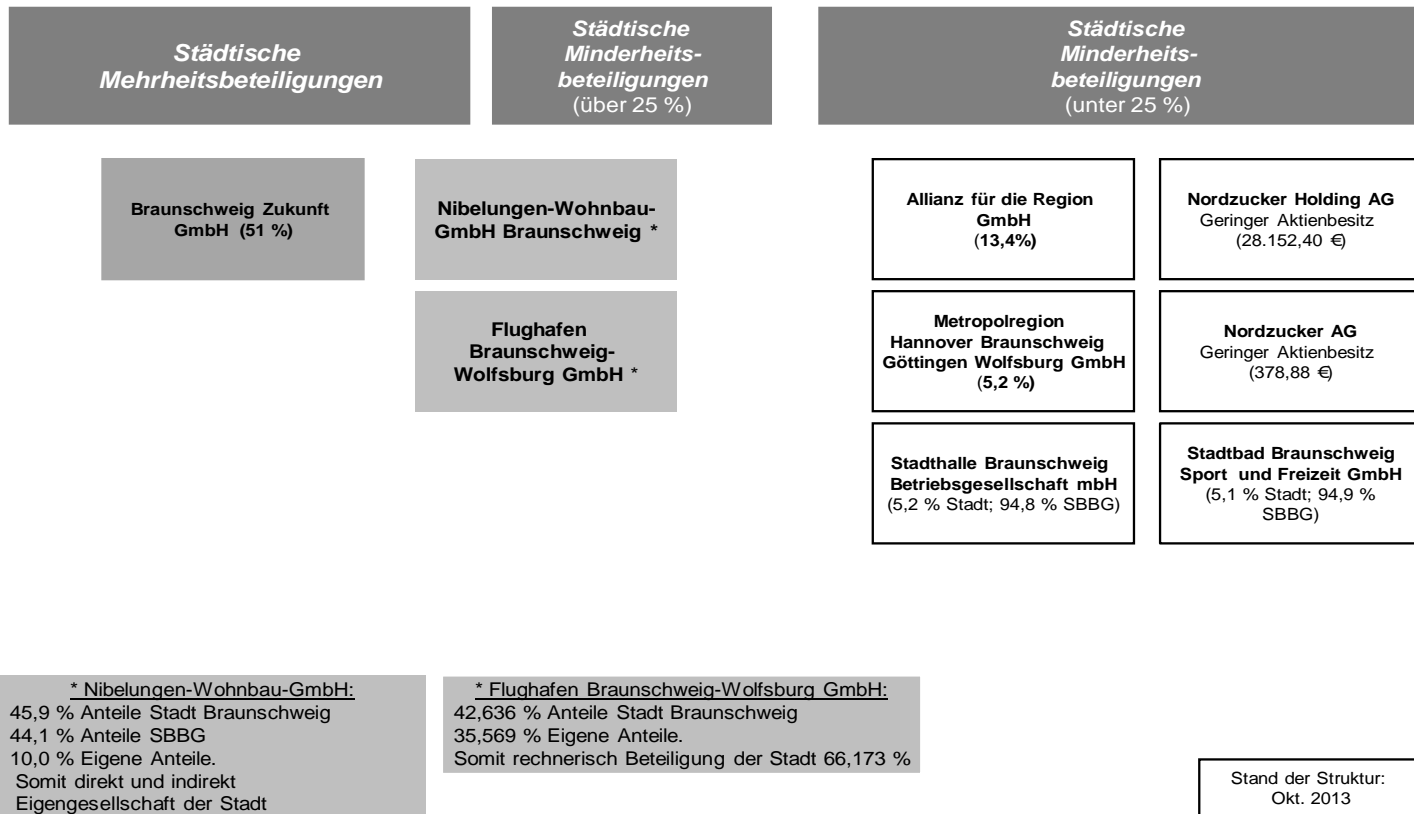 Städtische
Mehrheitsbeteiligungen
Städtische
Minderheits-
beteiligungen
(über 25 %)
Städtische
Minderheits-
beteiligungen
(unter 25 %)
Braunschweig Zukunft
GmbH (51 %)
Nibelungen-Wohnbau-
GmbH Braunschweig *
Flughafen
Braunschweig-
Wolfsburg GmbH *
Allianz für die Region
GmbH
(13,4%)
Nordzucker Holding AG
Geringer Aktienbesitz
(28.152,40 €)
Metropolregion
Hannover Braunschweig
Göttingen Wolfsburg GmbH
(5,2 %)
Nordzucker AG
Geringer Aktienbesitz
(378,88 €)
Stadthalle Braunschweig
Betriebsgesellschaft mbH
(5,2 % Stadt; 94,8 % SBBG)
Stadtbad Braunschweig
Sport und Freizeit GmbH
(5,1 % Stadt; 94,9 %
SBBG)
* Nibelungen-Wohnbau-GmbH:
45,9 % Anteile Stadt Braunschweig
44,1 % Anteile SBBG
10,0 % Eigene Anteile.
Somit direkt und indirekt
Eigengesellschaft der Stadt
* Flughafen Braunschweig-Wolfsburg GmbH:
42,636 % Anteile Stadt Braunschweig
35,569 % Eigene Anteile.
Somit rechnerisch Beteiligung der Stadt 66,173 %
Stand der Struktur:
Okt. 2013